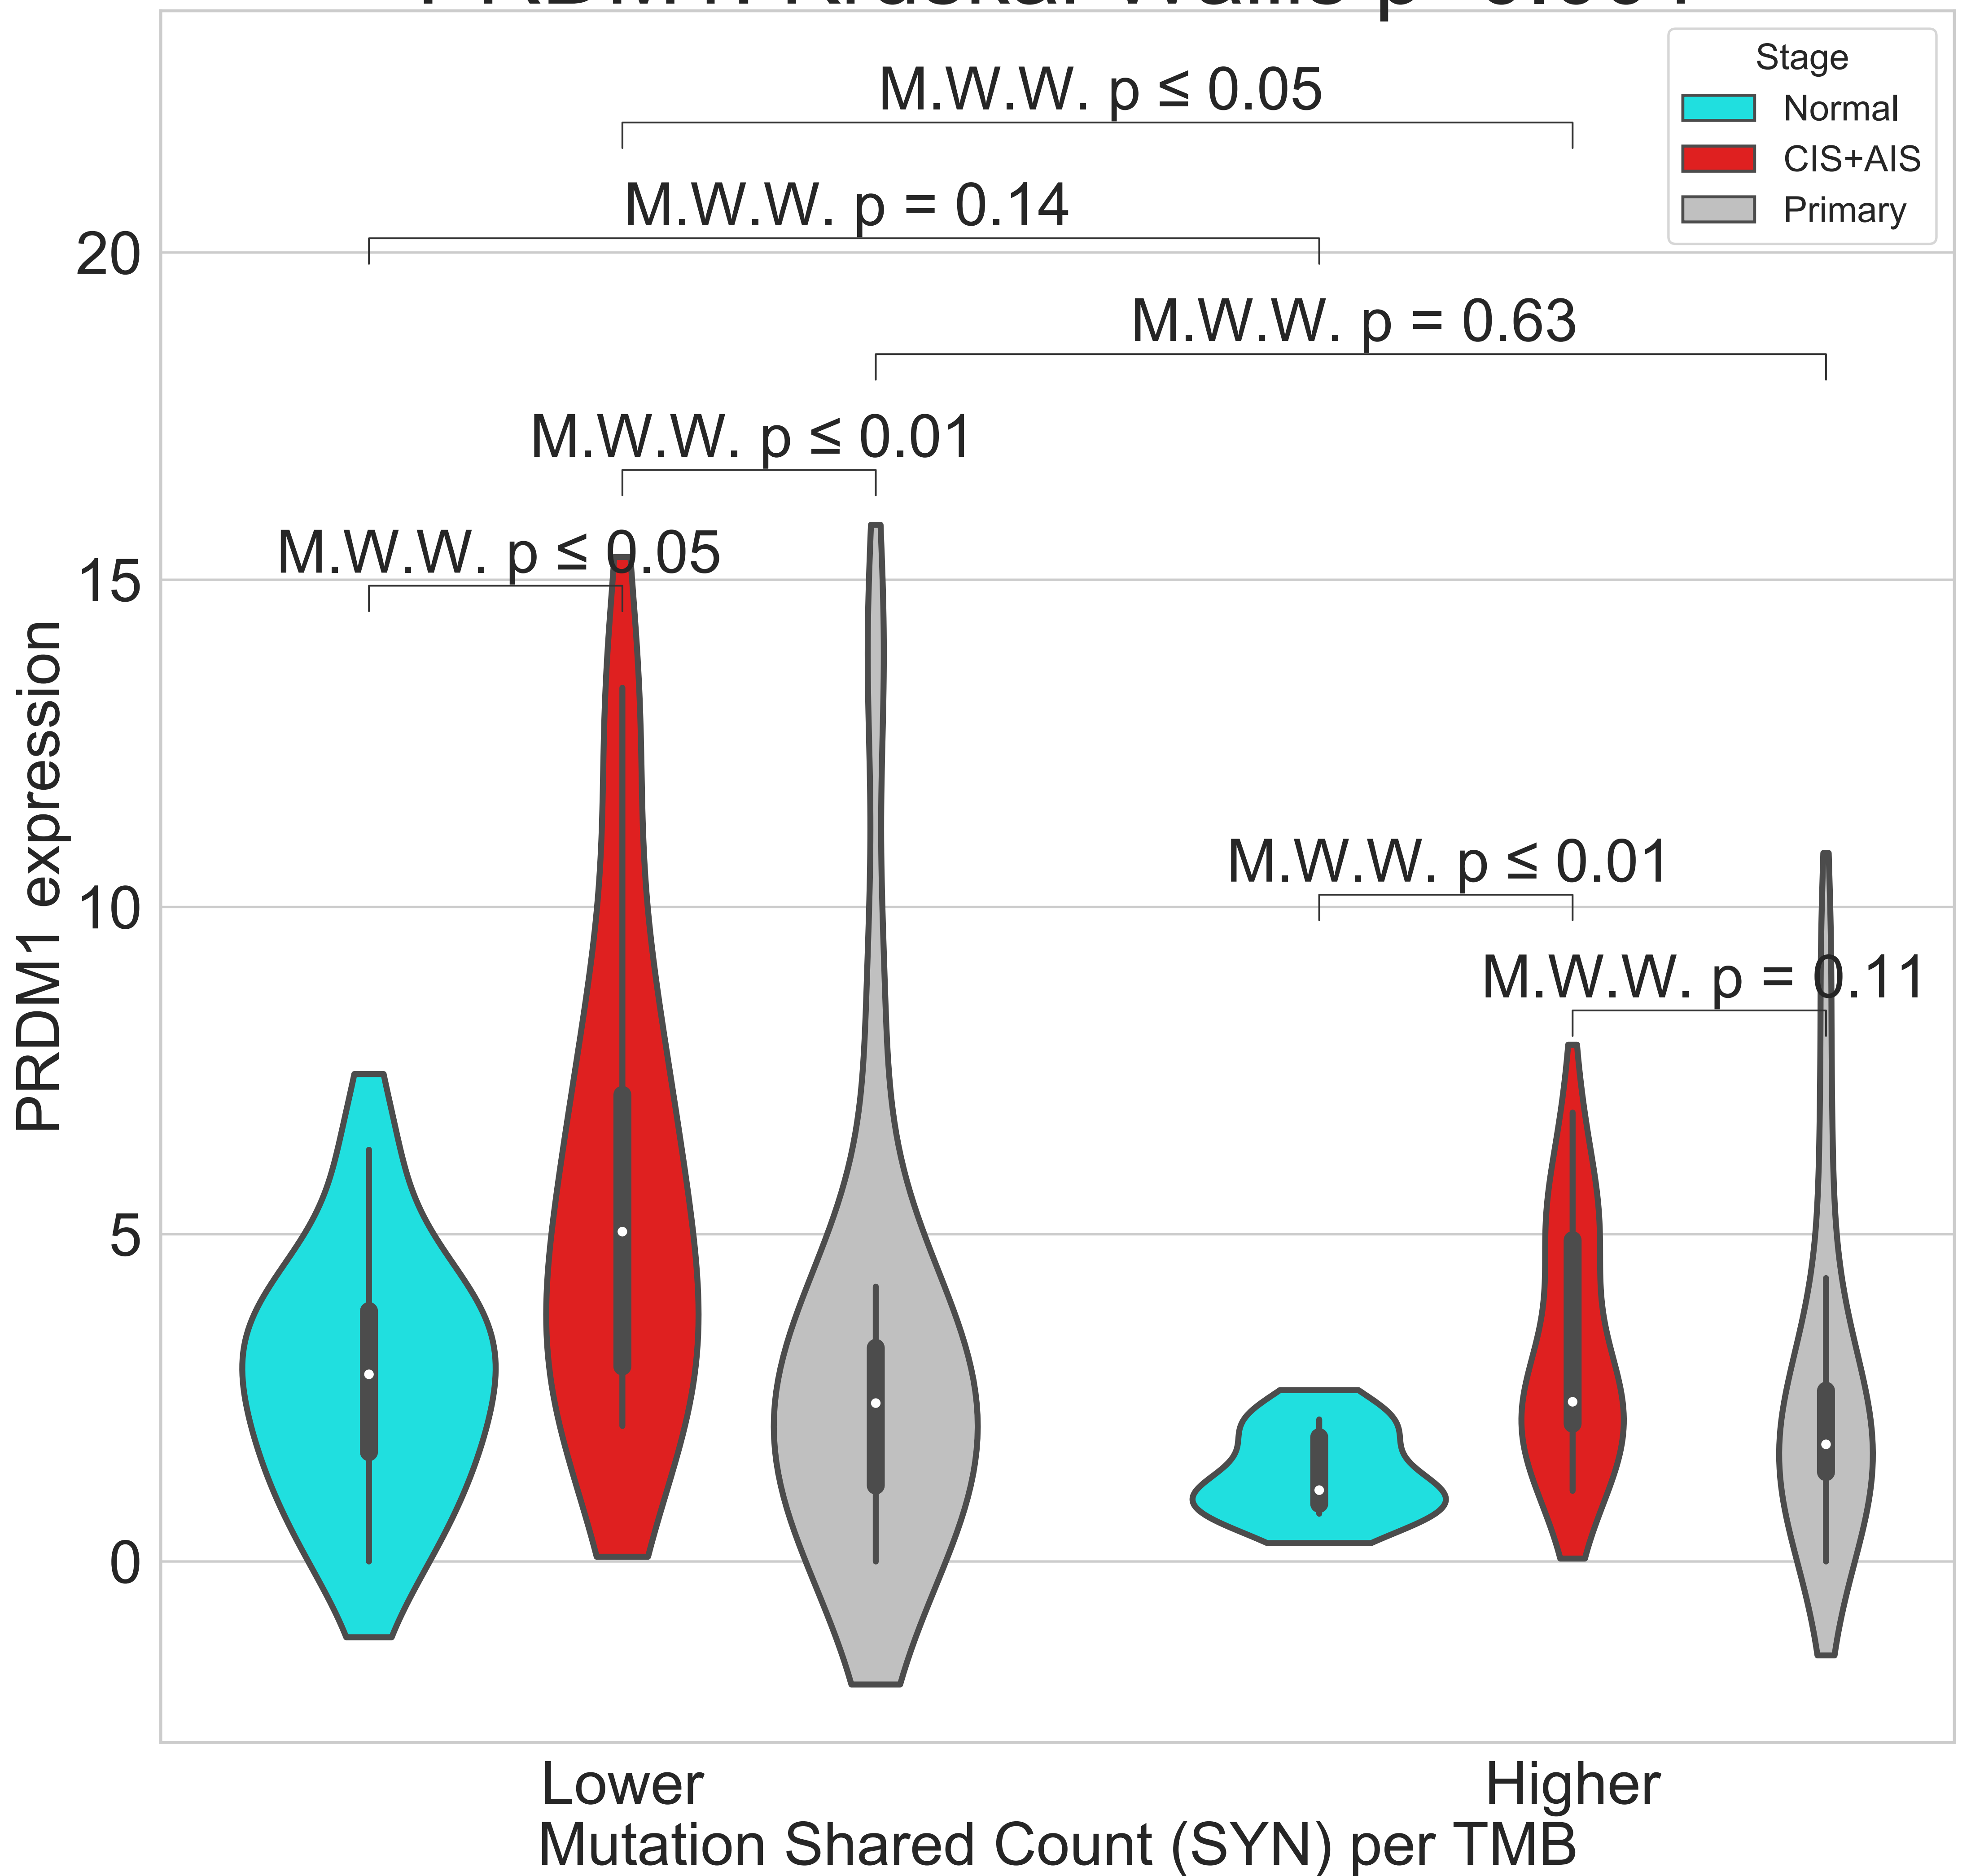 Stage
Normal
CIS+AIS
Primary
M.W.W. p ≤ 0.05
M.W.W. p = 0.14
M.W.W. p = 0.63
M.W.W. p ≤ 0.01
M.W.W. p ≤ 0.05
M.W.W. p ≤ 0.01
M.W.W. p = 0.11
20
15
10
5
0
PRDM1 expression
Lower
Higher
Mutation Shared Count (SYN) per TMB